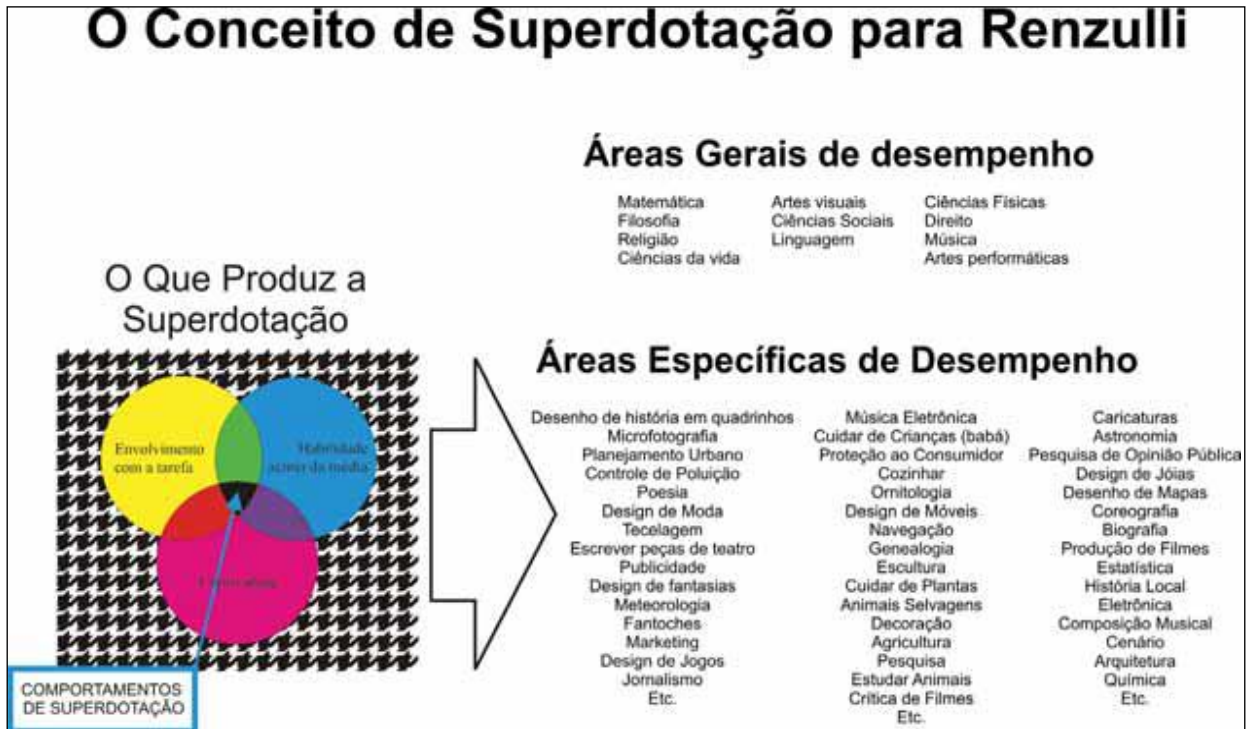 O Conceito de Superdotação para Renzulli
Áreas Gerais de desempenho
Matemática
Filosofia
Religião
Ciências da vida
Artes visuais
Ciências Sociais
Linguagem
Ciências Físicas
Direito
Música
Artes performáticas
O Que Produz a
Superdotação
Envolvimento
com a tarefa
Habilidade
acima da média
COMPORTAMENTOS
DE SUPERDOTAÇÃO
Áreas Específicas de Desempenho
Desenho de história em quadrinhos
Microfotografia
Planejamento Urbano
Controle de Poluição
Poesia
Design de Moda
Tecelagem
Escrever peças de teatro
Publicidade
Design de fantasias
Meteorologia
Fantoches
Marketing
Design de Jogos
Jornalismo
Etc.
Música Eletrônica
Cuidar de Crianças (babá)
Proteção ao Consumidor
Cozinhar
Ornitologia
Design de Móveis
Navegação
Genealogia
Escultura
Cuidar de Plantas
Animais Selvagens
Decoração
Agricultura
Pesquisa
Estudar Animais
Crítica de Filmes
Etc.
Caricaturas
Astronomia
Pesquisa de Opinião Pública
Design de Jóias
Desenho de Mapas
Coreografia
Biografia
Produção de Filmes
Estatística
História Local
Eletrônica
Composição Musical
Cenário
Arquitetura
Química
Etc.